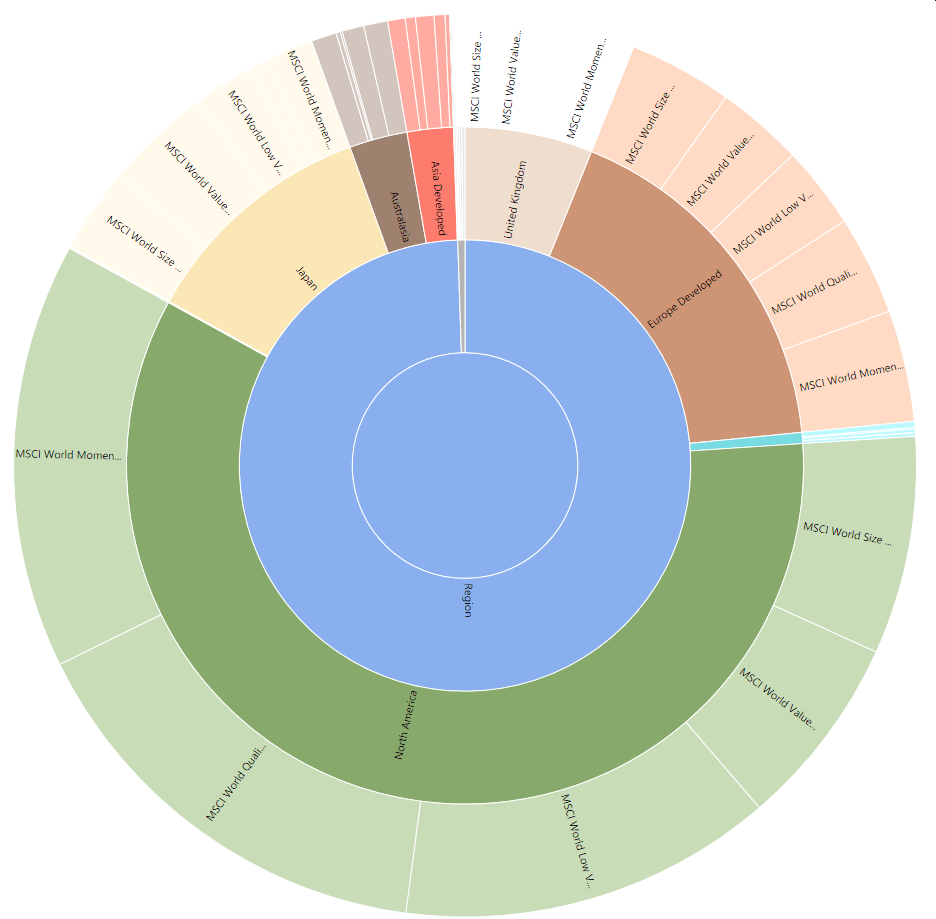 Region
United Kingdom
MSCI World Size ...
MSCI World Value...
MSCI World Momen...
Europe Developed
MSCI World Size ...
MSCI World Value...
MSCI World Low V...
MSCI World Quali...
MSCI World Momen...
North America
MSCI World Size ...
MSCI World Value...
MSCI World Low V...
MSCI World Quali...
MSCI World Momen...
Japan
MSCI World Size ...
MSCI World Value...
MSCI World Low V...
MSCI World Momen...
Australasia
Asia Developed